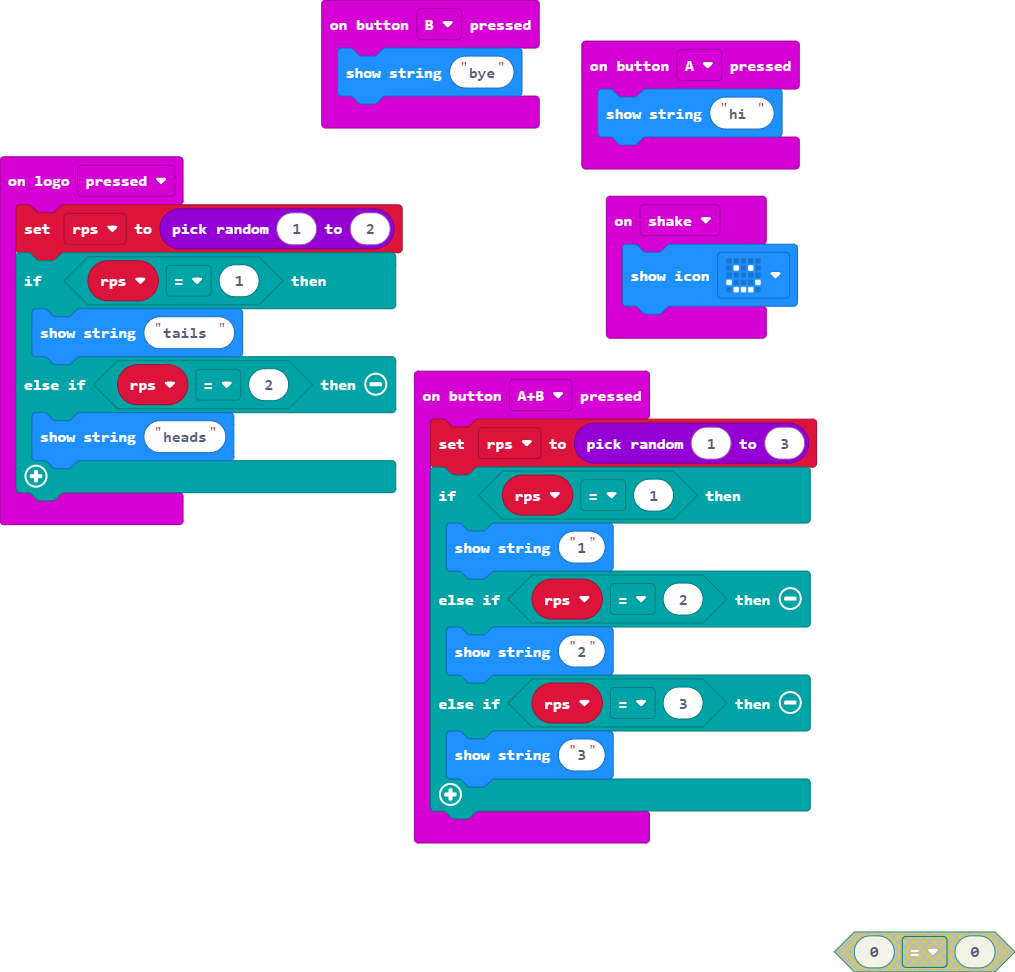 on button B pressed
show string "bye"
on button A pressed
show string "hi "
on logo pressed
set rps to pick random 1 to 2
if rps = 1 then
show string "tails "
else if rps = 2 then
show string "heads"
on shake
show icon
on button A+B pressed
set rps to pick random 1 to 3
if rps = 1 then
show string "1"
else if rps = 2 then
show string "2"
else if rps = 3 then
show string "3"
0 = 0